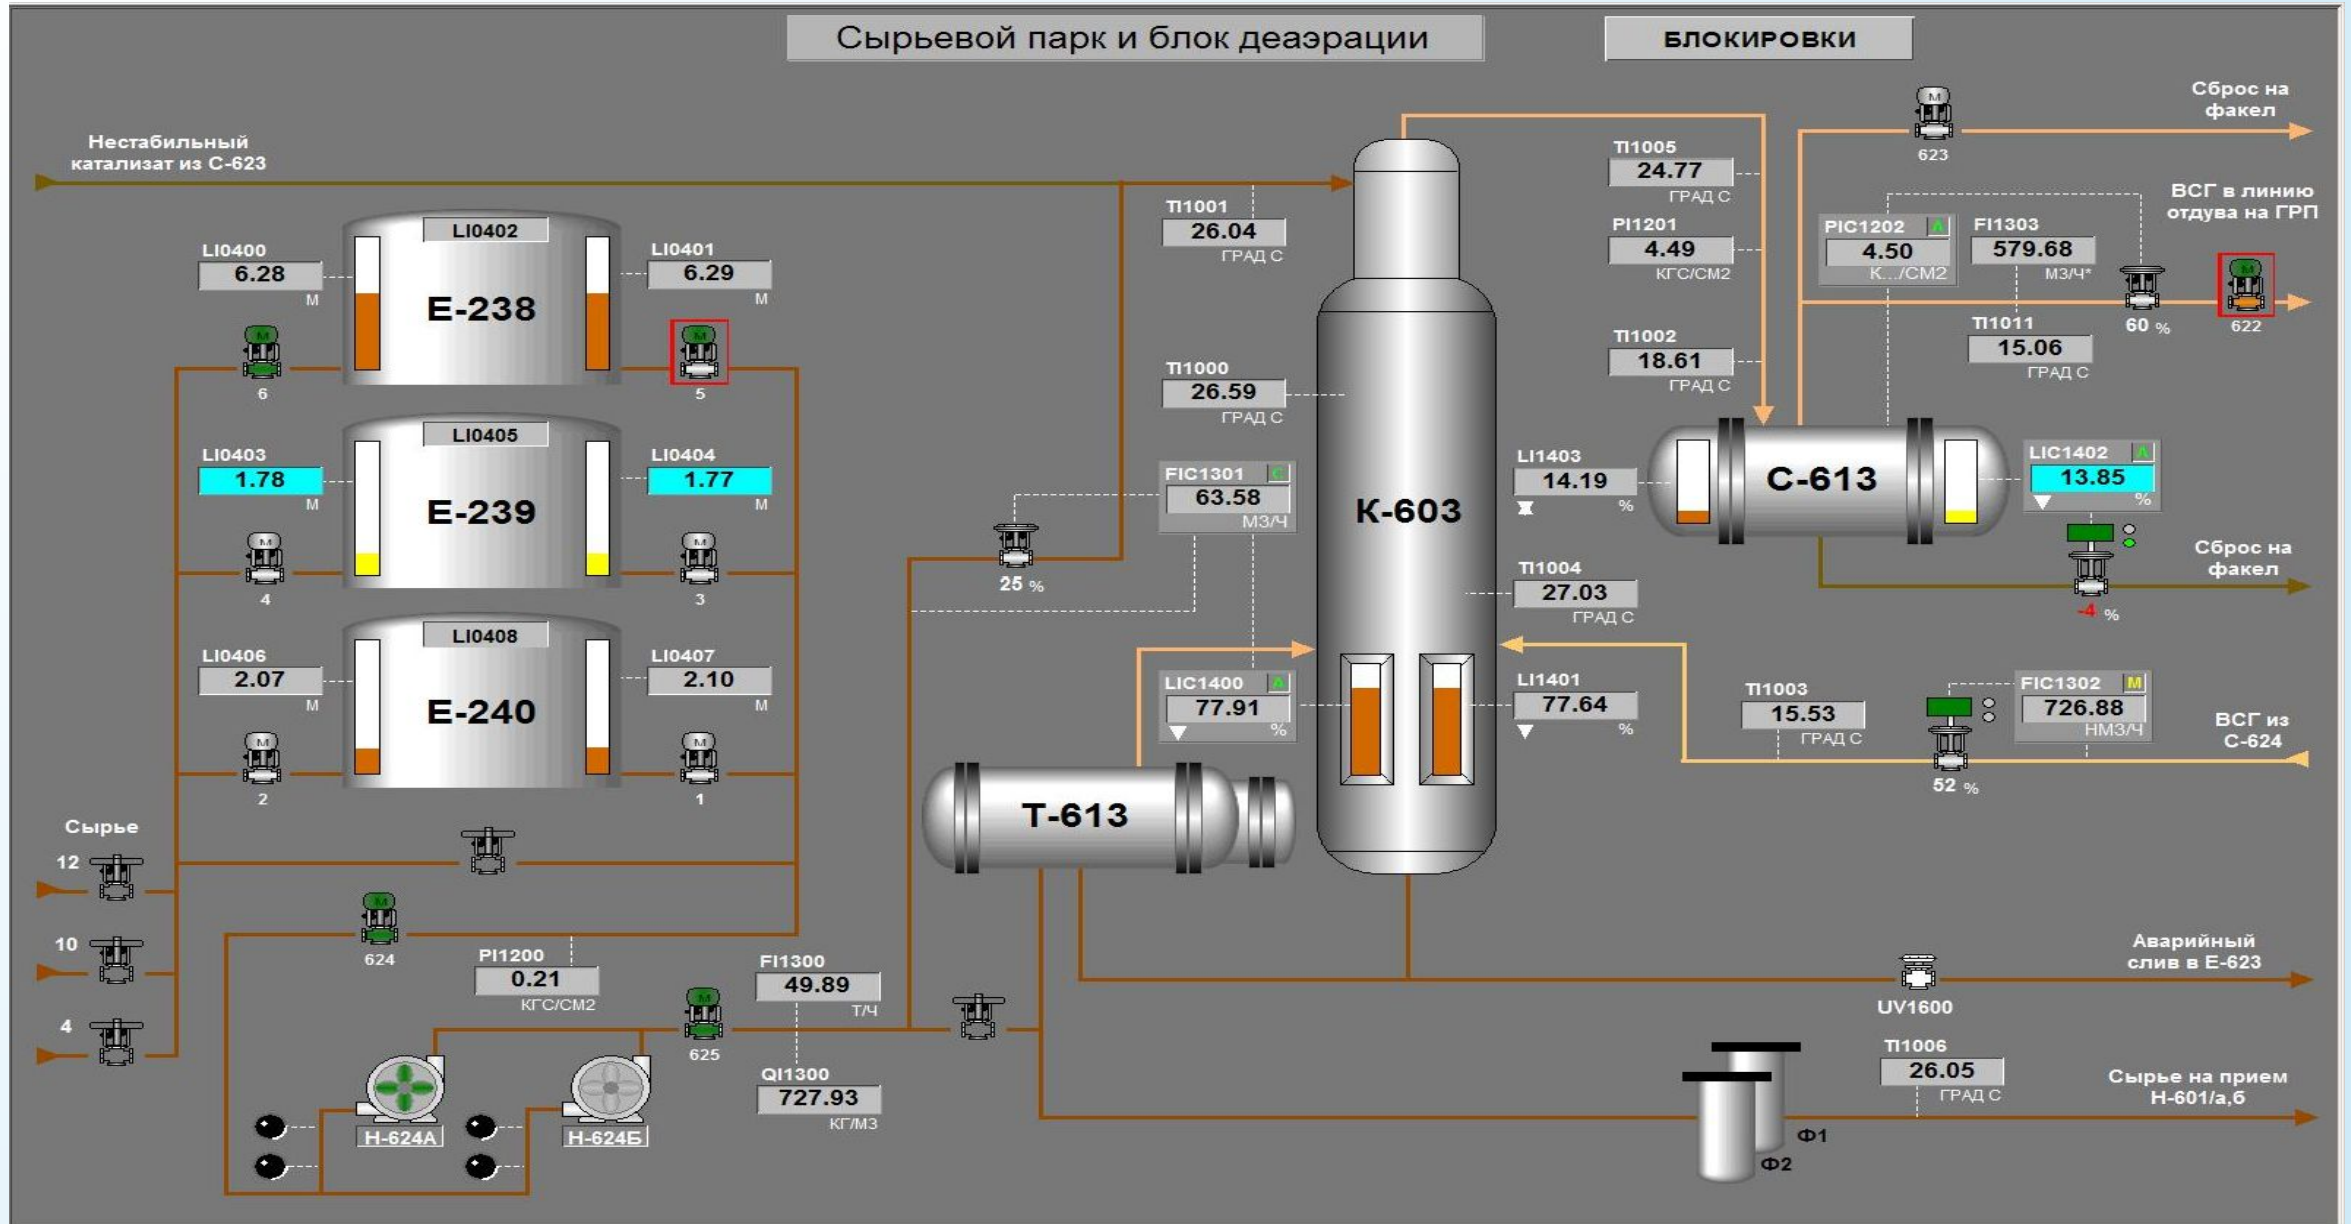 Сырьевой парк и блок деаэрации
БЛОКИРОВКИ
Нестабильный
катализат из С-623
LI0402
LI0400
6.28
М
LI0401
6.29
М
Е-238
6
5
LI0405
LI0403
1.78
М
LI0404
1.77
М
Е-239
4
3
LI0408
LI0406
2.07
М
LI0407
2.10
М
Е-240
2
1
Сырье
12
10
4
624
PI1200
0.21
КГС/СМ2
625
FI1300
49.89
Т/Ч
QI1300
727.93
КГ/М3
Н-624А
Н-624Б
TI1001
26.04
ГРАД С
TI1000
26.59
ГРАД С
FIC1301 C
63.58
М3/Ч
25 %
LIC1400 A
77.91
%
Т-613
К-603
TI1005
24.77
ГРАД С
PI1201
4.49
КГС/СМ2
TI1002
18.61
ГРАД С
LI1403
14.19
%
TI1004
27.03
ГРАД С
LI1401
77.64
%
623
Сброс на
факел
PIC1202 A
4.50
К.../СМ2
FI1303
579.68
М3/Ч*
TI1011
15.06
ГРАД С
60 %
622
ВСГ в линию
отдува на ГРП
С-613
LIC1402 A
13.85
%
-4 %
Сброс на
факел
TI1003
15.53
ГРАД С
52 %
FIC1302 M
726.88
НМ3/Ч
ВСГ из
С-624
Аварийный
слив в Е-623
UV1600
TI1006
26.05
ГРАД С
Сырье на прием
Н-601/а,б
Ф1
Ф2